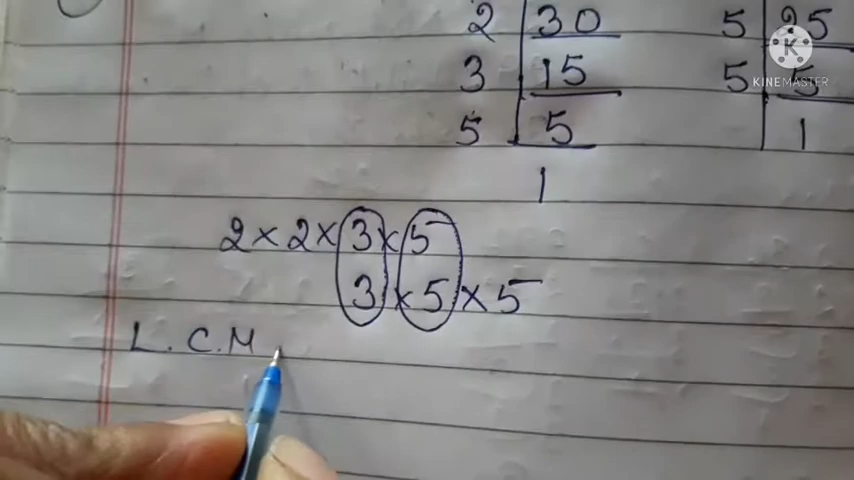 2 30 5 25
3 15 5 5
5 5 1
1
2 × 2 × 3 × 5
3 × 5 × 5
L.C.M
K
KINEMASTER